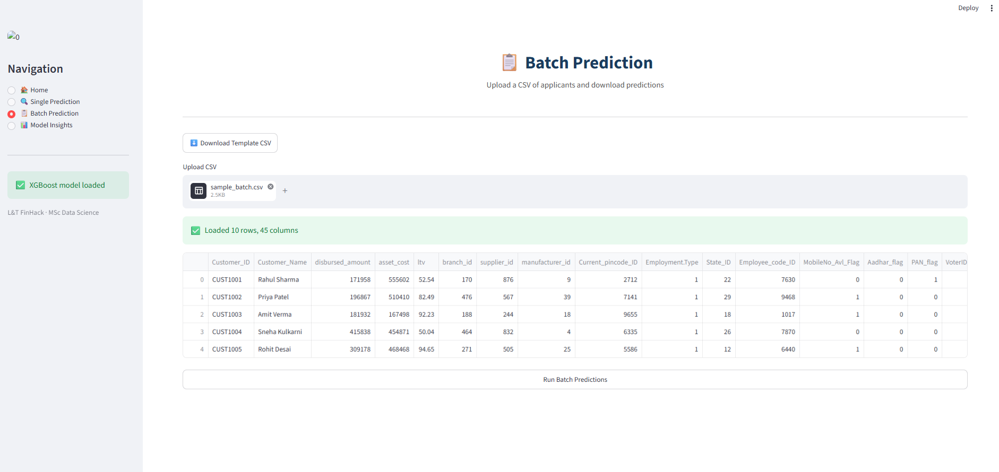 Deploy
0
Navigation
Home
Single Prediction
Batch Prediction
Model Insights
XGBoost model loaded
L&T FinHack · MSc Data Science
Batch Prediction
Upload a CSV of applicants and download predictions
Download Template CSV
Upload CSV
sample_batch.csv
2.5KB
Loaded 10 rows, 45 columns
Customer_ID Customer_Name disbursed_amount asset_cost ltv branch_id supplier_id manufacturer_id Current_pincode_ID Employment.Type State_ID Employee_code_ID MobileNo_Avl_Flag Aadhar_flag PAN_flag VoterID
0 CUST1001 Rahul Sharma 171958 555602 52.54 170 876 9 2712 1 22 7630 0 0 1
1 CUST1002 Priya Patel 196867 510410 82.49 476 567 39 7141 1 29 9468 1 0 0
2 CUST1003 Amit Verma 181932 167498 92.23 188 244 18 9655 1 18 1017 1 0 0
3 CUST1004 Sneha Kulkarni 415838 454871 50.04 464 832 4 6335 1 26 7870 0 0 0
4 CUST1005 Rohit Desai 309178 468468 94.65 271 505 25 5586 1 12 6440 1 0 0
Run Batch Predictions